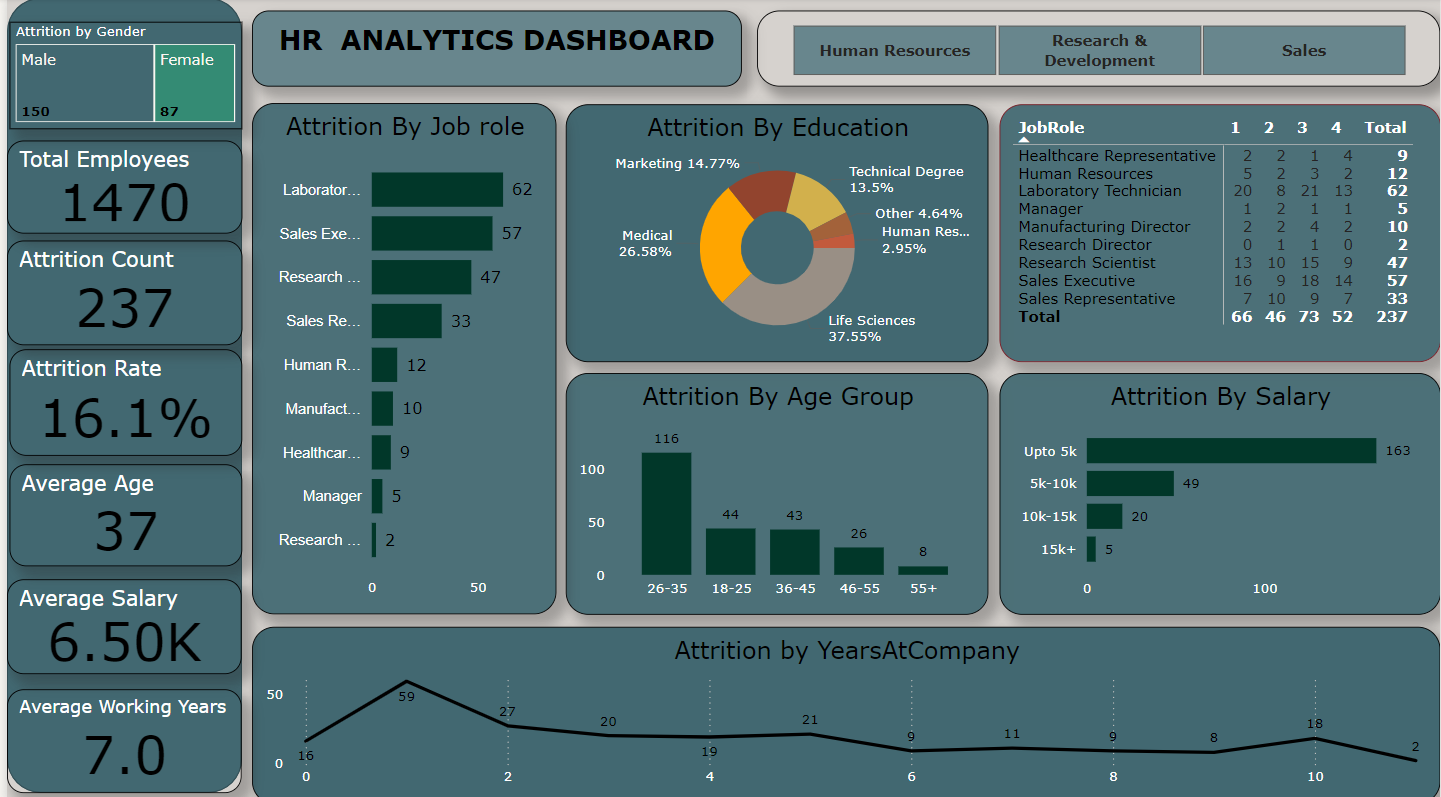 Attrition by Gender
Male
Female
150
87
HR ANALYTICS DASHBOARD
Human Resources
Research &
Development
Sales
Total Employees
1470
Attrition Count
237
Attrition Rate
16.1%
Average Age
37
Average Salary
6.50K
Average Working Years
7.0
Attrition By Job role
Laborator... 62
Sales Exe... 57
Research ... 47
Sales Re... 33
Human R... 12
Manufact... 10
Healthcar... 9
Manager 5
Research ... 2
0 50
Attrition By Education
Marketing 14.77%
Technical Degree
13.5%
Other 4.64%
Human Res...
2.95%
Medical
26.58%
Life Sciences
37.55%
JobRole 1 2 3 4 Total
Healthcare Representative 2 2 1 4 9
Human Resources 5 2 3 2 12
Laboratory Technician 20 8 21 13 62
Manager 1 2 1 1 5
Manufacturing Director 2 2 4 2 10
Research Director 0 1 1 0 2
Research Scientist 13 10 15 9 47
Sales Executive 16 9 18 14 57
Sales Representative 7 10 9 7 33
Total 66 46 73 52 237
Attrition By Age Group
116
100
44
43
50
26
8
0
26-35 18-25 36-45 46-55 55+
Attrition By Salary
Upto 5k 163
5k-10k 49
10k-15k 20
15k+ 5
0 100
Attrition by YearsAtCompany
50
0
16 59 27 20 19 21 9 11 9 8 18 2
0 2 4 6 8 10